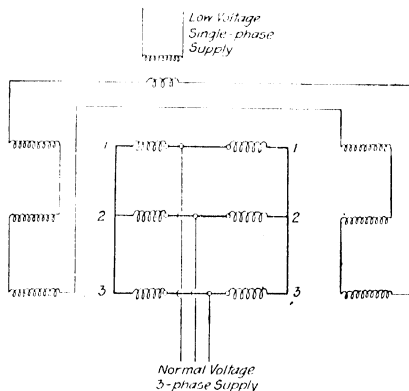 Low Voltage
Single-phase
Supply
1 1
2 2
3 3
Normal Voltage
3-phase Supply